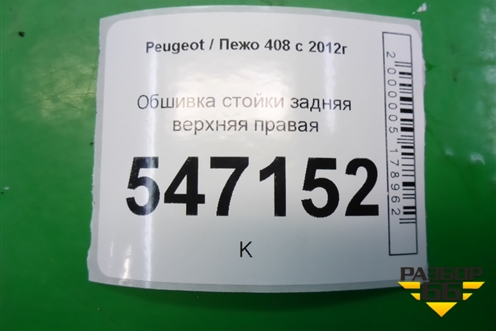 Peugeot / Пежо 408 с 2012г
Обшивка стойки задняя
верхняя правая
547152
К
2000005178962
РАЗБОР
66